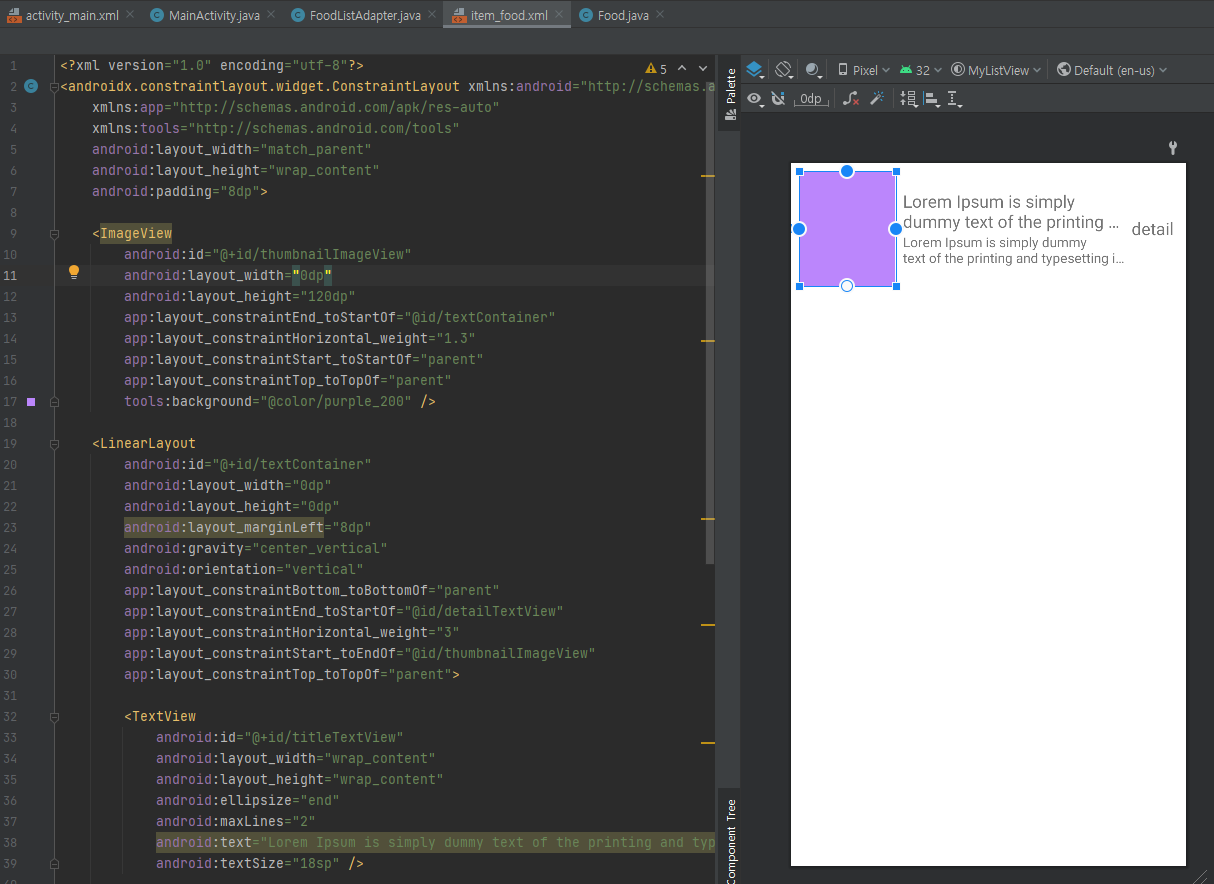 activity_main.xml MainActivity.java FoodListAdapter.java item_food.xml Food.java
1 <?xml version="1.0" encoding="utf-8"?>
5
2 <androidx.constraintlayout.widget.ConstraintLayout xmlns:android="http://schemas.a
3 xmlns:app="http://schemas.android.com/apk/res-auto"
4 xmlns:tools="http://schemas.android.com/tools"
5 android:layout_width="match_parent"
6 android:layout_height="wrap_content"
7 android:padding="8dp">
8
9 <ImageView
10 android:id="@+id/thumbnailImageView"
11 android:layout_width="0dp"
12 android:layout_height="120dp"
13 app:layout_constraintEnd_toStartOf="@id/textContainer"
14 app:layout_constraintHorizontal_weight="1.3"
15 app:layout_constraintStart_toStartOf="parent"
16 app:layout_constraintTop_toTopOf="parent"
17 tools:background="@color/purple_200" />
18
19 <LinearLayout
20 android:id="@+id/textContainer"
21 android:layout_width="0dp"
22 android:layout_height="0dp"
23 android:layout_marginLeft="8dp"
24 android:gravity="center_vertical"
25 android:orientation="vertical"
26 app:layout_constraintBottom_toBottomOf="parent"
27 app:layout_constraintEnd_toStartOf="@id/detailTextView"
28 app:layout_constraintHorizontal_weight="3"
29 app:layout_constraintStart_toEndOf="@id/thumbnailImageView"
30 app:layout_constraintTop_toTopOf="parent">
31
32 <TextView
33 android:id="@+id/titleTextView"
34 android:layout_width="wrap_content"
35 android:layout_height="wrap_content"
36 android:ellipsize="end"
37 android:maxLines="2"
38 android:text="Lorem Ipsum is simply dummy text of the printing and typ
39 android:textSize="18sp" />
Palette
Component Tree
Pixel 32 MyListView Default (en-us)
0dp
Lorem Ipsum is simply
dummy text of the printing ...
Lorem Ipsum is simply dummy
text of the printing and typesetting i...
detail